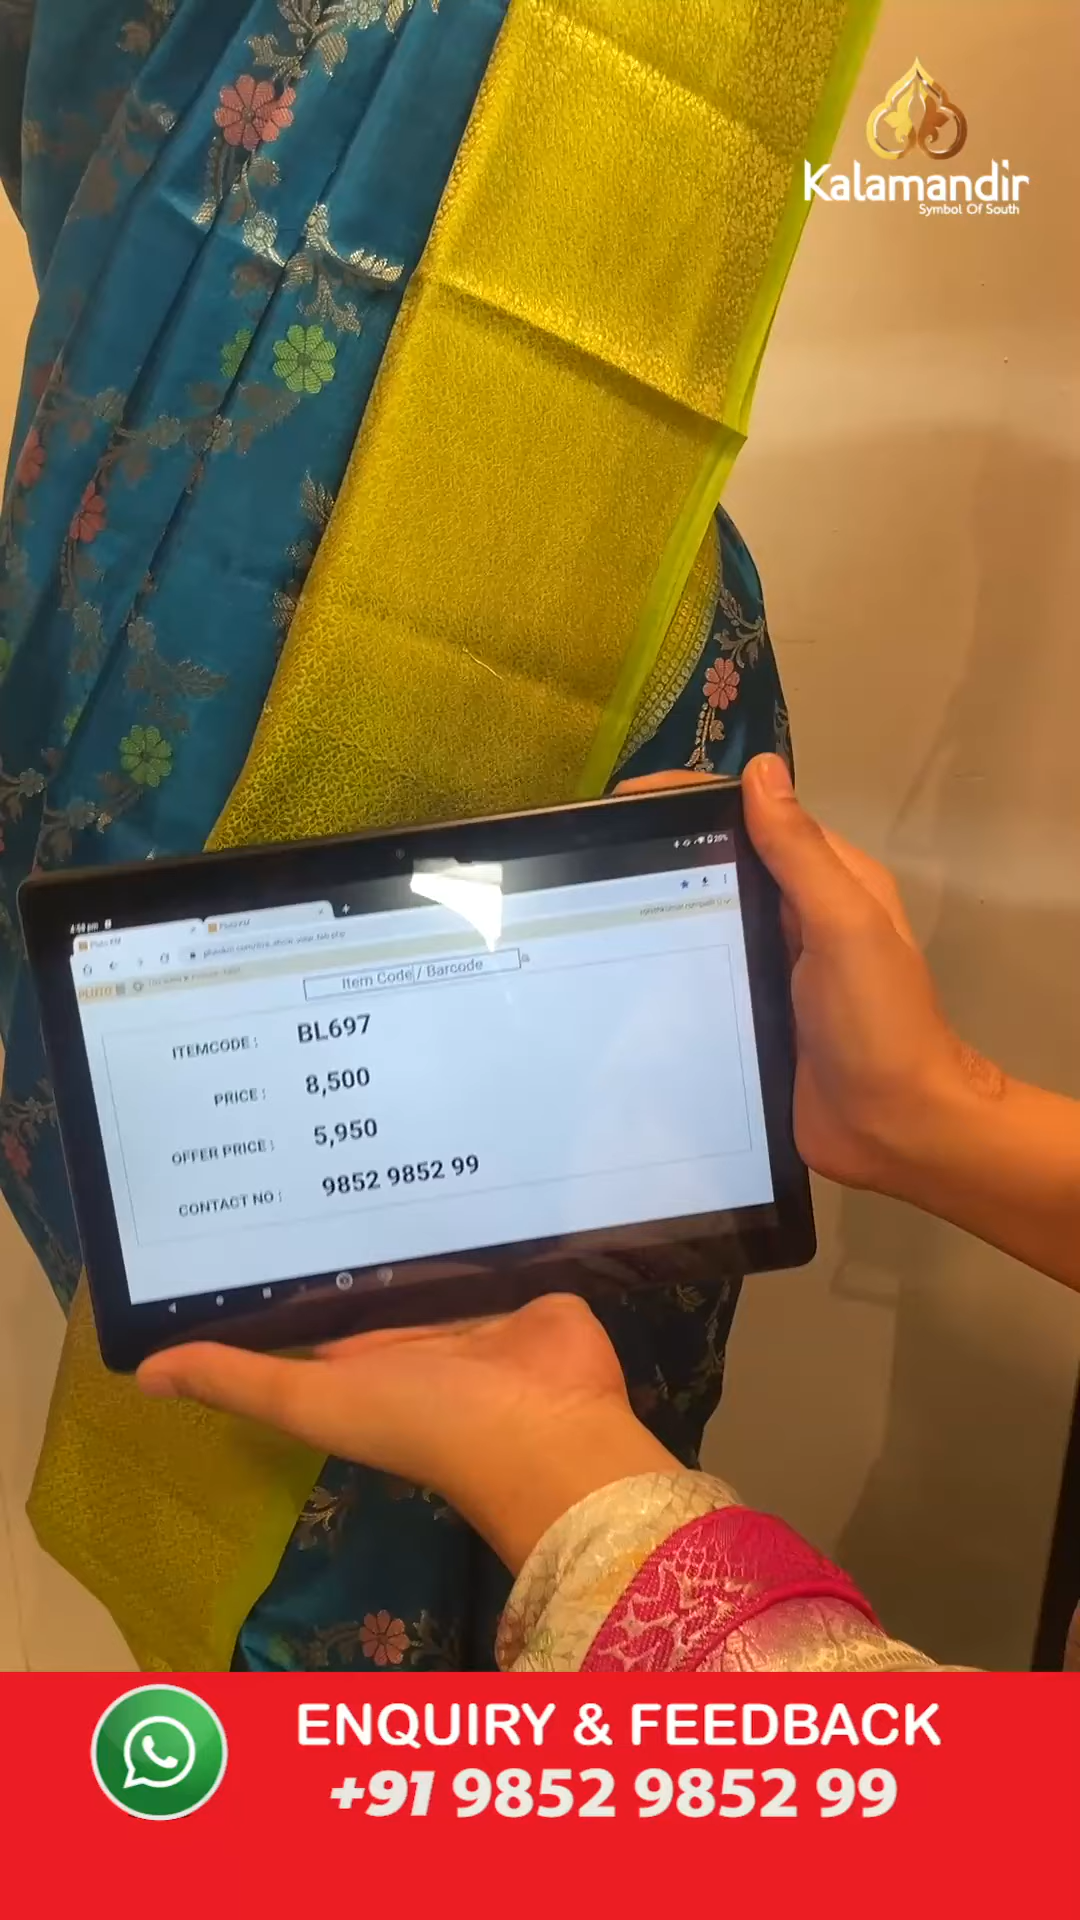 Kalamandir
Symbol Of South
Item Code / Barcode
ITEMCODE : BL697
PRICE : 8,500
OFFER PRICE : 5,950
CONTACT NO : 9852 9852 99
ENQUIRY & FEEDBACK
+91 9852 9852 99